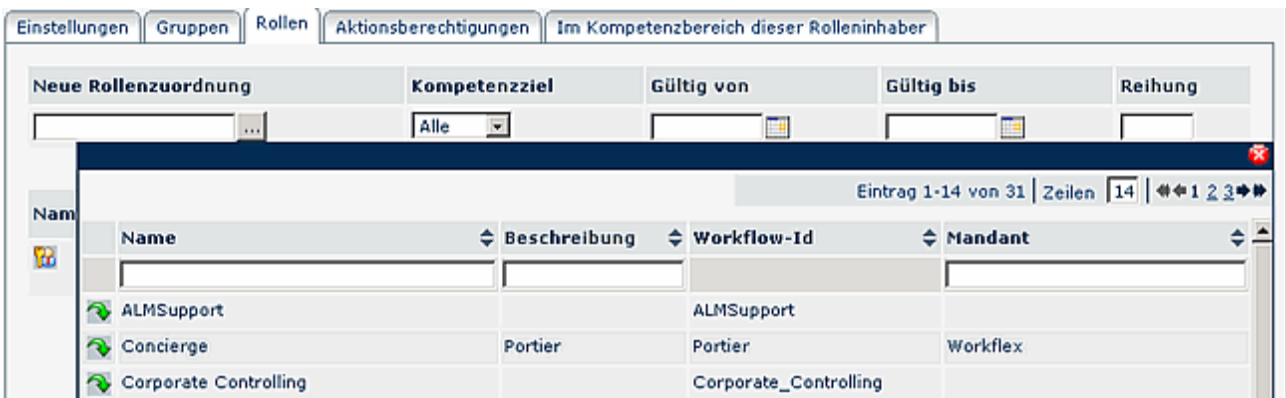 Einstellungen Gruppen Rollen Aktionsberechtigungen Im Kompetenzbereich dieser Rolleninhaber
Neue Rollenzuordnung Kompetenzziel Gültig von Gültig bis Reihung
... Alle
Eintrag 1-14 von 31 Zeilen 14 1 2 3
Nam
Name Beschreibung Workflow-Id Mandant
ALMSupport ALMSupport
Concierge Portier Portier Workflex
Corporate Controlling Corporate_Controlling